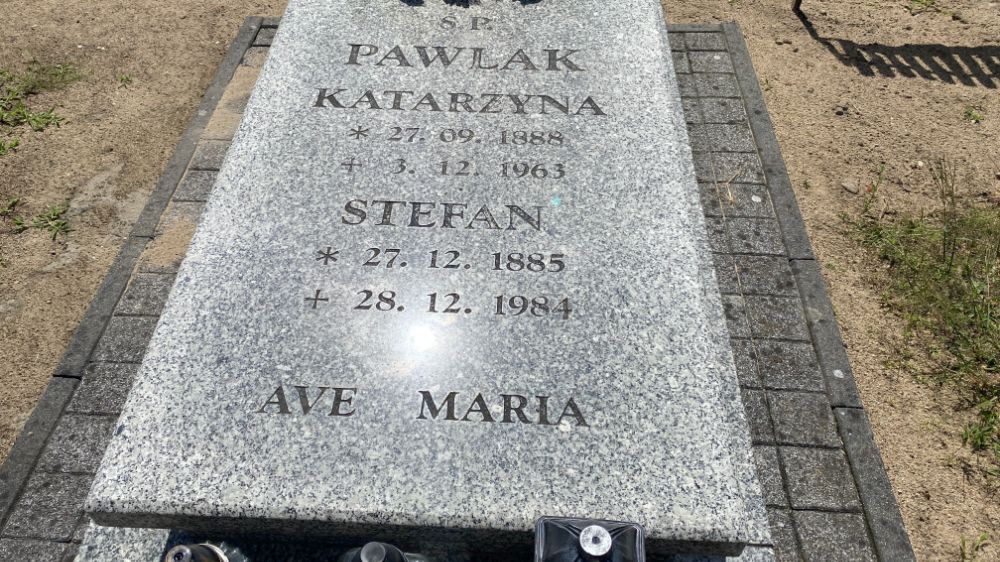 Ś P.
PAWLAK
KATARZYNA
* 27. 09. 1888
+ 3. 12. 1963
STEFAN
* 27. 12. 1885
+ 28. 12. 1984
AVE MARIA